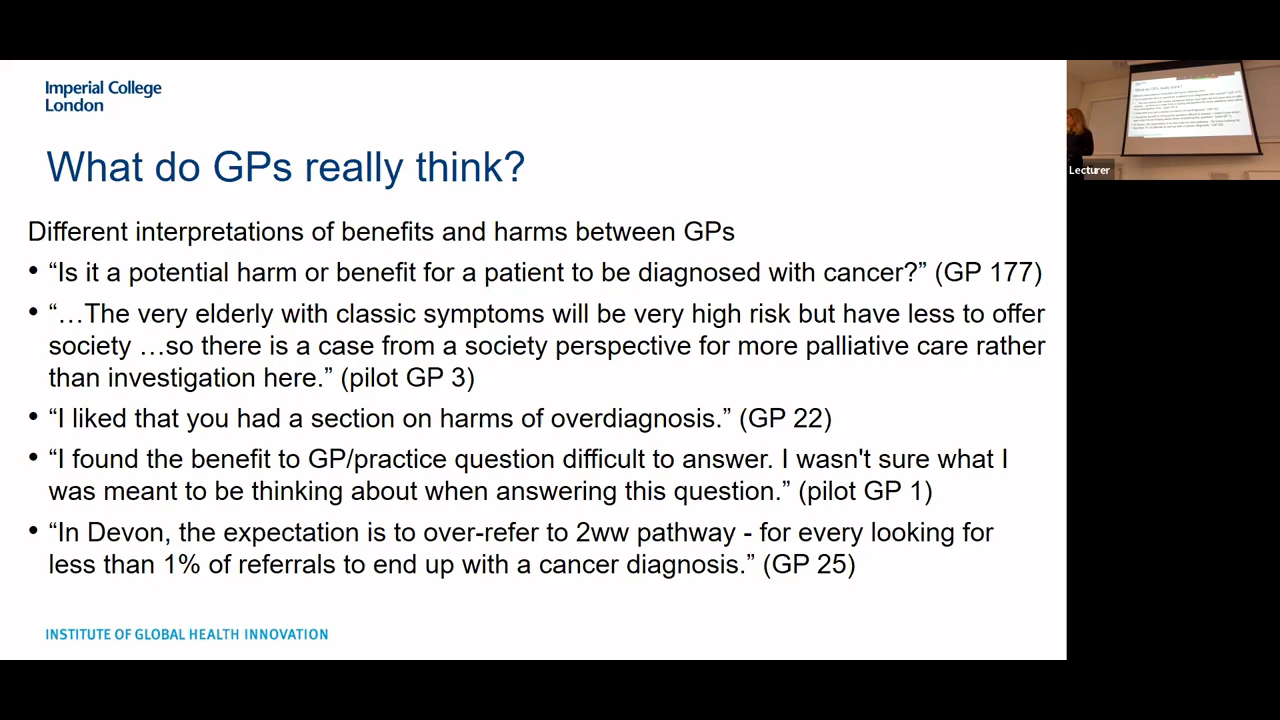 Imperial College
London
What do GPs really think?
Different interpretations of benefits and harms between GPs
• “Is it a potential harm or benefit for a patient to be diagnosed with cancer?” (GP 177)
• “…The very elderly with classic symptoms will be very high risk but have less to offer
society …so there is a case from a society perspective for more palliative care rather
than investigation here.” (pilot GP 3)
• “I liked that you had a section on harms of overdiagnosis.” (GP 22)
• “I found the benefit to GP/practice question difficult to answer. I wasn't sure what I
was meant to be thinking about when answering this question.” (pilot GP 1)
• “In Devon, the expectation is to over-refer to 2ww pathway - for every looking for
less than 1% of referrals to end up with a cancer diagnosis.” (GP 25)
INSTITUTE OF GLOBAL HEALTH INNOVATION
What do GPs really think?
Lecturer